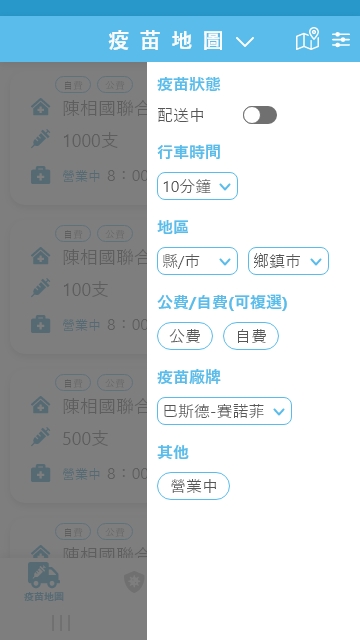 疫苗地圖
自費 公費
陳相國聯合
1000支
營業中 8：00
自費 公費
陳相國聯合
100支
營業中 8：00
自費 公費
陳相國聯合
500支
營業中 8：00
自費 公費
陳相國聯合
疫苗地圖
疫苗狀態
配送中
行車時間
10分鐘
地區
縣/市 鄉鎮市
公費/自費(可複選)
公費 自費
疫苗廠牌
巴斯德-賽諾菲
其他
營業中